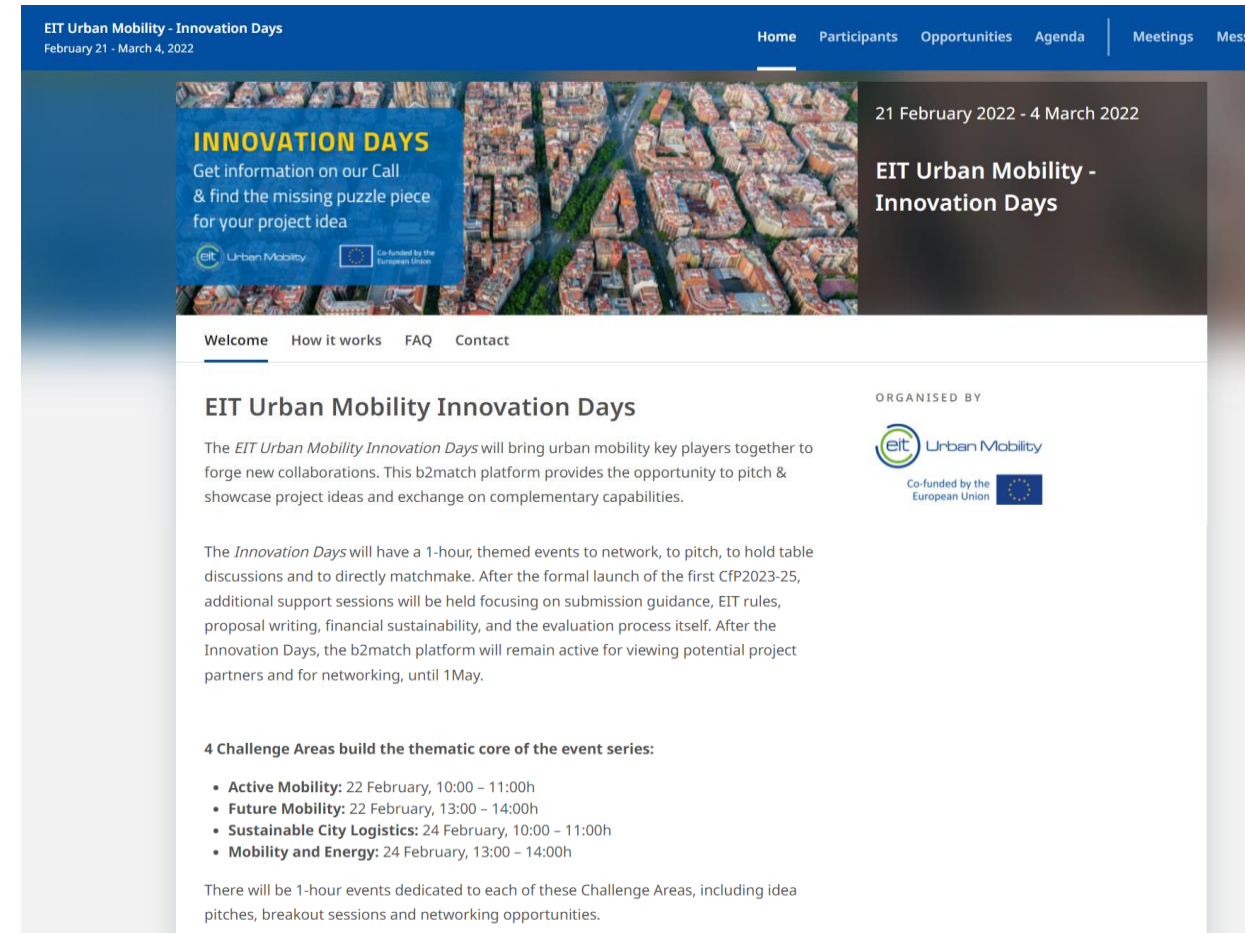 EIT Urban Mobility - Innovation Days
February 21 - March 4, 2022
Home Participants Opportunities Agenda Meetings Mess
INNOVATION DAYS
Get information on our Call
& find the missing puzzle piece
for your project idea
eit Urban Mobility
Co-funded by the
European Union
21 February 2022 - 4 March 2022
EIT Urban Mobility -
Innovation Days
Welcome How it works FAQ Contact
EIT Urban Mobility Innovation Days
The EIT Urban Mobility Innovation Days will bring urban mobility key players together to
forge new collaborations. This b2match platform provides the opportunity to pitch &
showcase project ideas and exchange on complementary capabilities.
The Innovation Days will have a 1-hour, themed events to network, to pitch, to hold table
discussions and to directly matchmake. After the formal launch of the first CfP2023-25,
additional support sessions will be held focusing on submission guidance, EIT rules,
proposal writing, financial sustainability, and the evaluation process itself. After the
Innovation Days, the b2match platform will remain active for viewing potential project
partners and for networking, until 1May.
4 Challenge Areas build the thematic core of the event series:
• Active Mobility: 22 February, 10:00 – 11:00h
• Future Mobility: 22 February, 13:00 – 14:00h
• Sustainable City Logistics: 24 February, 10:00 – 11:00h
• Mobility and Energy: 24 February, 13:00 – 14:00h
There will be 1-hour events dedicated to each of these Challenge Areas, including idea
pitches, breakout sessions and networking opportunities.
ORGANISED BY
eit Urban Mobility
Co-funded by the
European Union